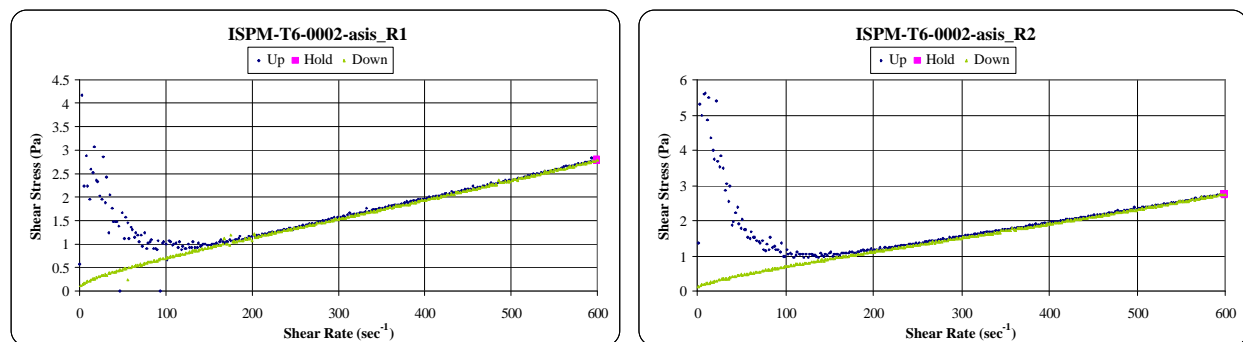 ISPM-T6-0002-asis_R1
Up Hold Down
4.5
4
3.5
3
2.5
2
1.5
1
0.5
0
Shear Stress (Pa)
0 100 200 300 400 500 600
Shear Rate (sec⁻¹)
ISPM-T6-0002-asis_R2
Up Hold Down
6
5
4
3
2
1
0
Shear Stress (Pa)
0 100 200 300 400 500 600
Shear Rate (sec⁻¹)